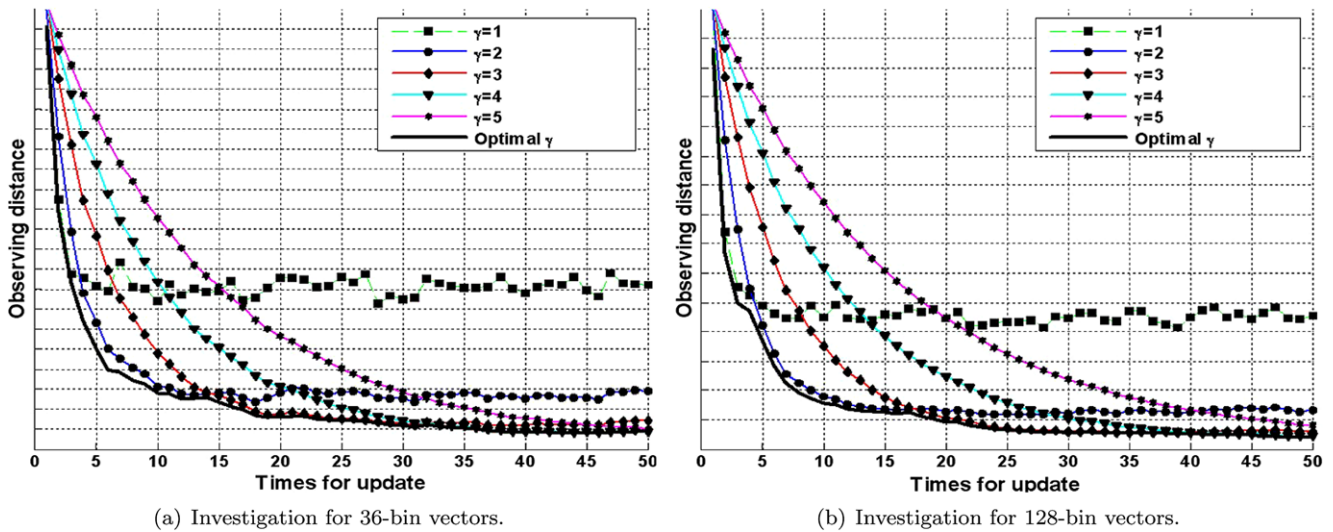 γ=1
γ=2
γ=3
γ=4
γ=5
Optimal γ
Observing distance
0 5 10 15 20 25 30 35 40 45 50
Times for update
(a) Investigation for 36-bin vectors.
γ=1
γ=2
γ=3
γ=4
γ=5
Optimal γ
Observing distance
0 5 10 15 20 25 30 35 40 45 50
Times for update
(b) Investigation for 128-bin vectors.